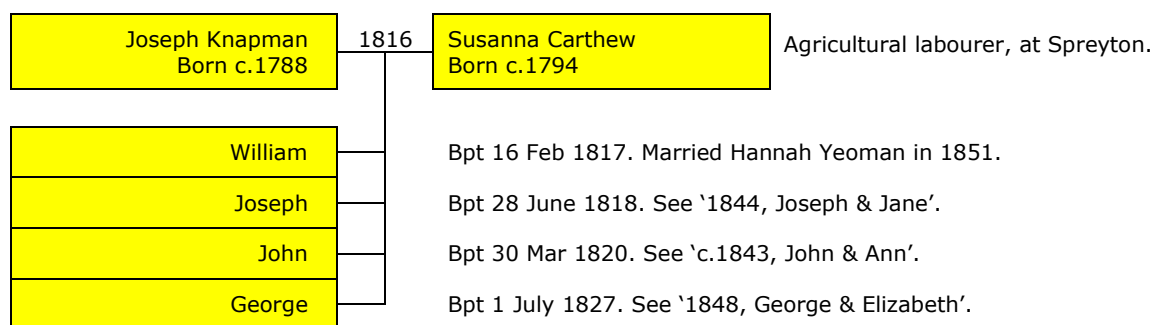 Joseph Knapman 1816 Susanna Carthew Agricultural labourer, at Spreyton.
Born c.1788 Born c.1794
William Bpt 16 Feb 1817. Married Hannah Yeoman in 1851.
Joseph Bpt 28 June 1818. See ‘1844, Joseph & Jane’.
John Bpt 30 Mar 1820. See ‘c.1843, John & Ann’.
George Bpt 1 July 1827. See ‘1848, George & Elizabeth’.